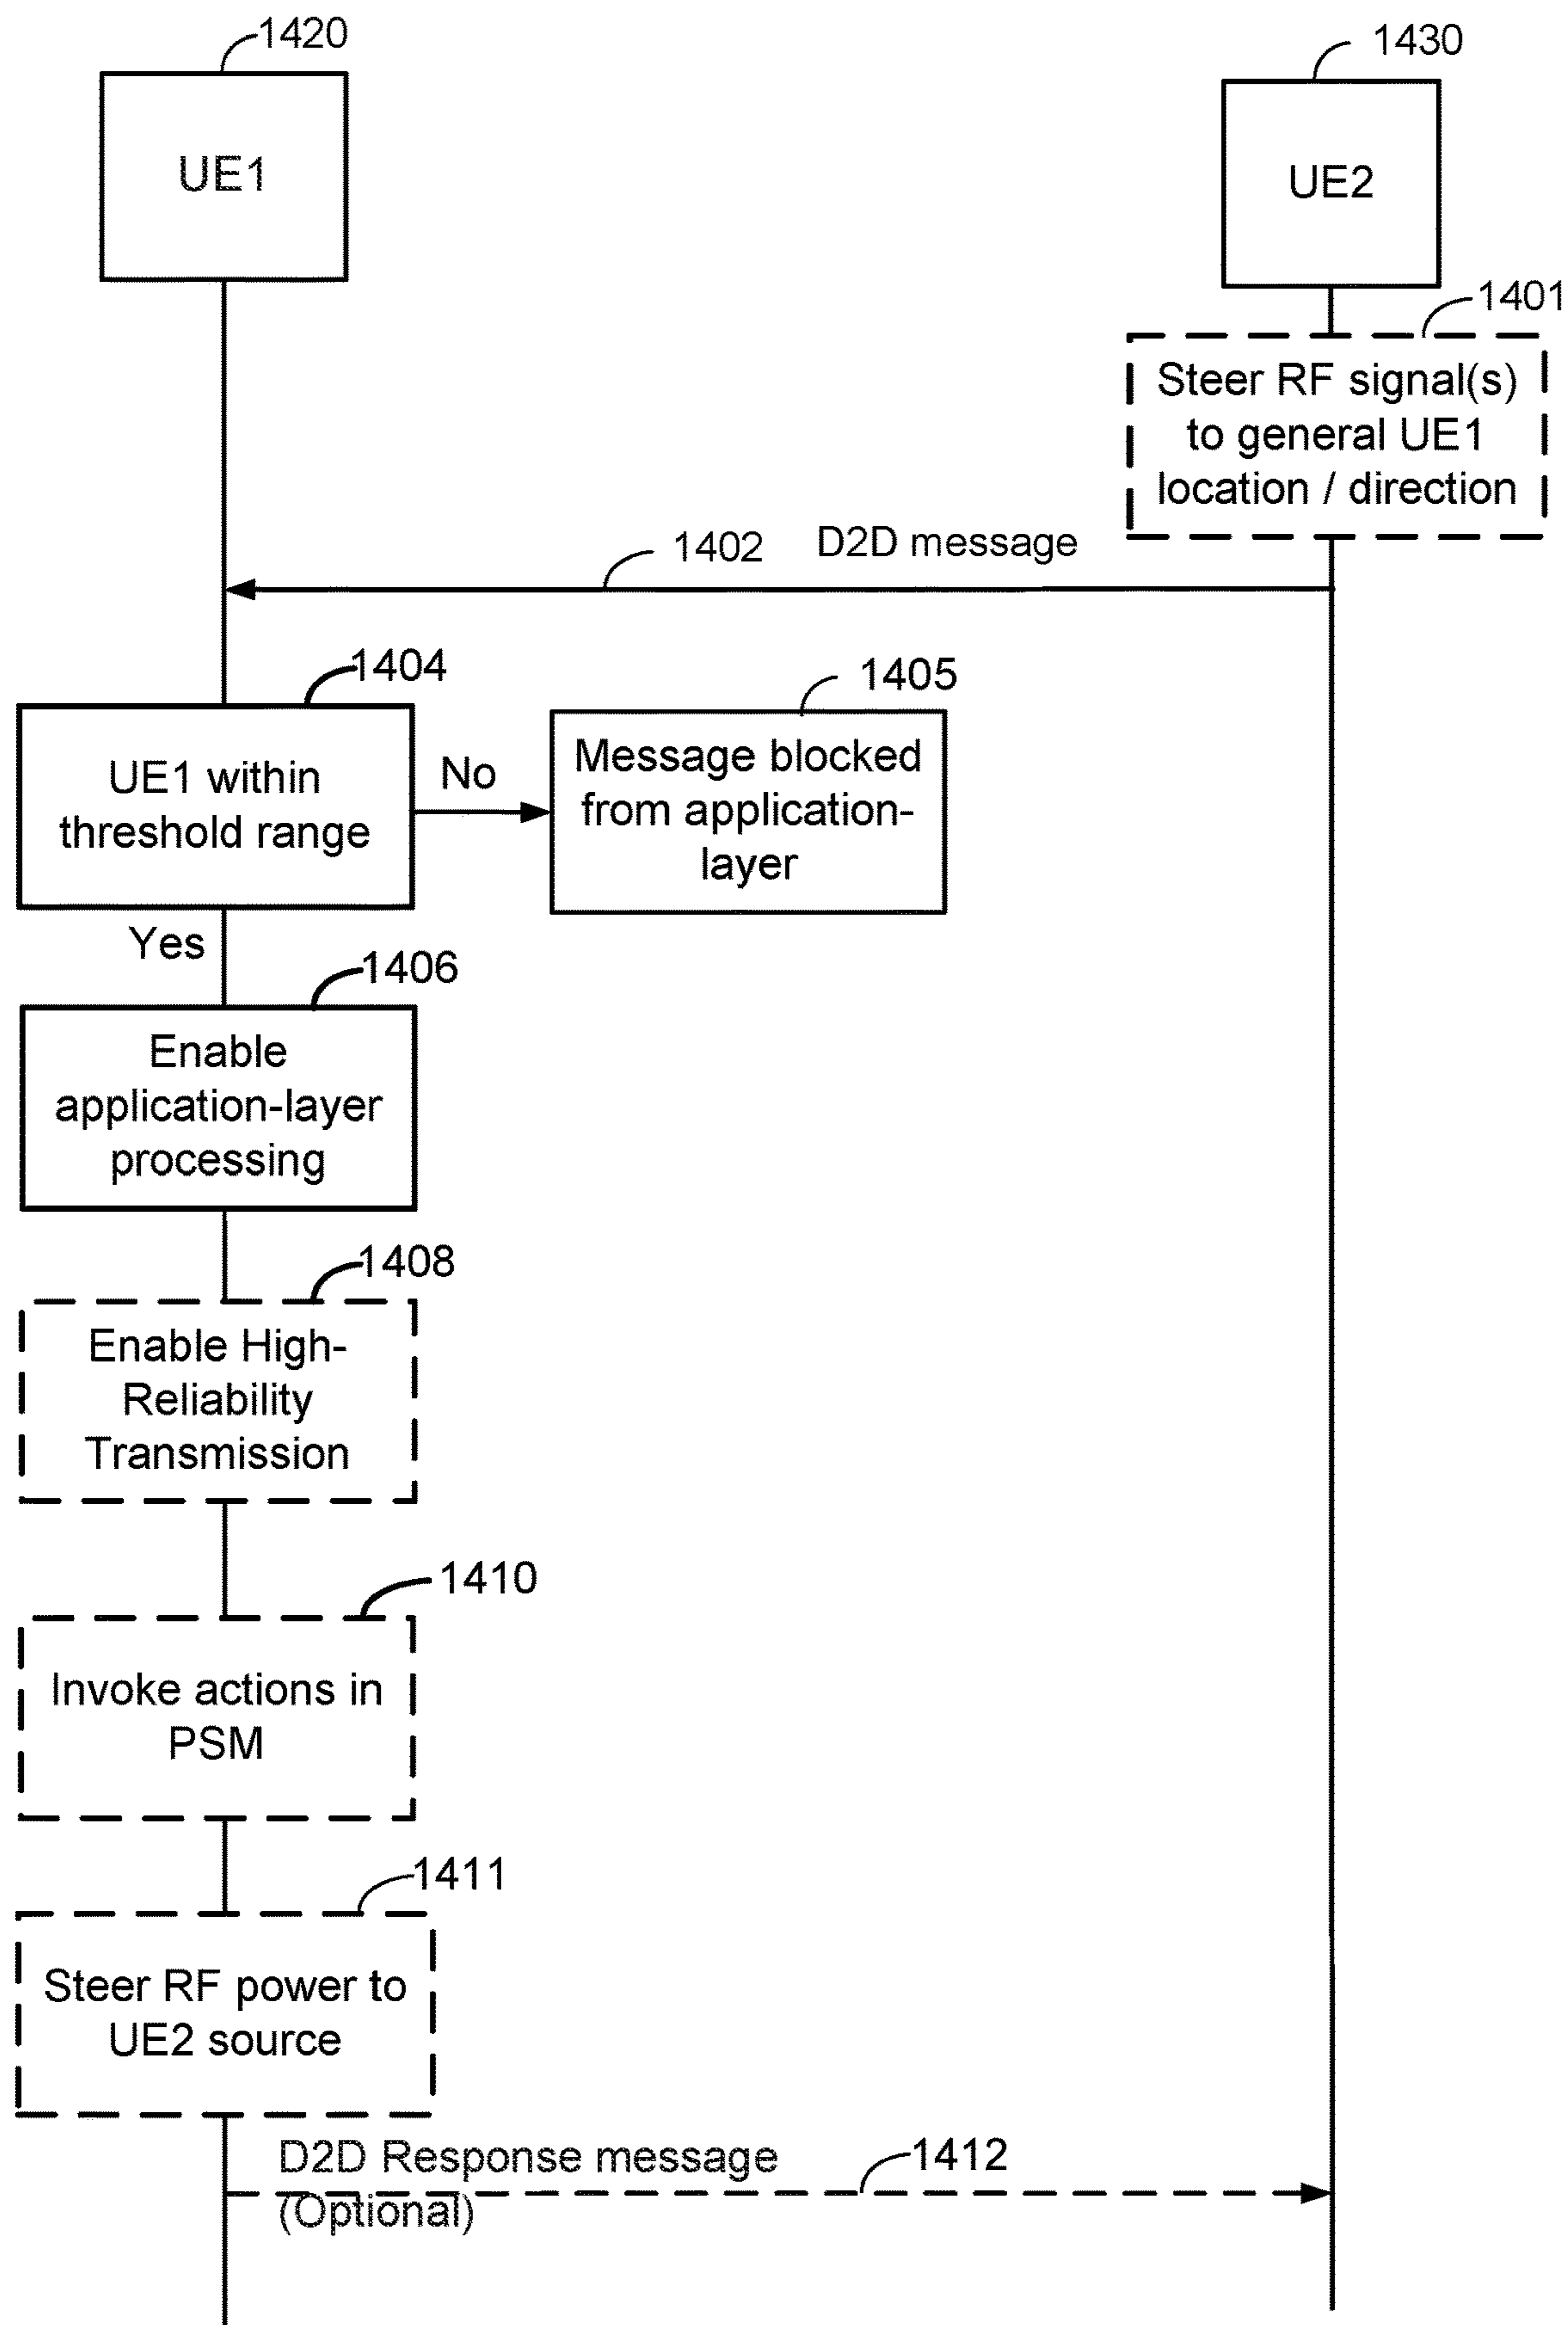 1420
1430
UE1
UE2
1401
Steer RF signal(s)
to general UE1
location / direction
1402
D2D message
1404
1405
UE1 within
threshold range
No
Message blocked
from application-
layer
Yes
1406
Enable
application-layer
processing
1408
Enable High-
Reliability
Transmission
1410
Invoke actions in
PSM
1411
Steer RF power to
UE2 source
D2D Response message
(Optional)
1412